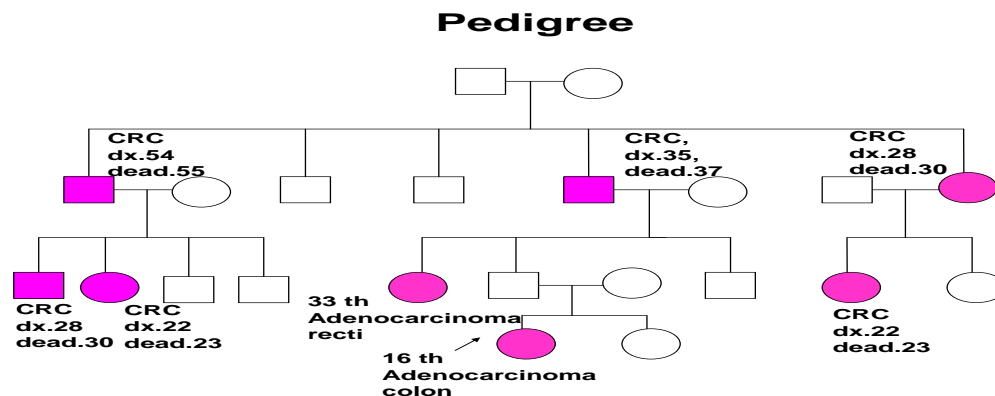 Pedigree
CRC
dx.54
dead.55
CRC,
dx.35,
dead.37
CRC
dx.28
dead.30
CRC
dx.28
dead.30
CRC
dx.22
dead.23
33 th
Adenocarcinoma
recti
16 th
Adenocarcinoma
colon
CRC
dx.22
dead.23